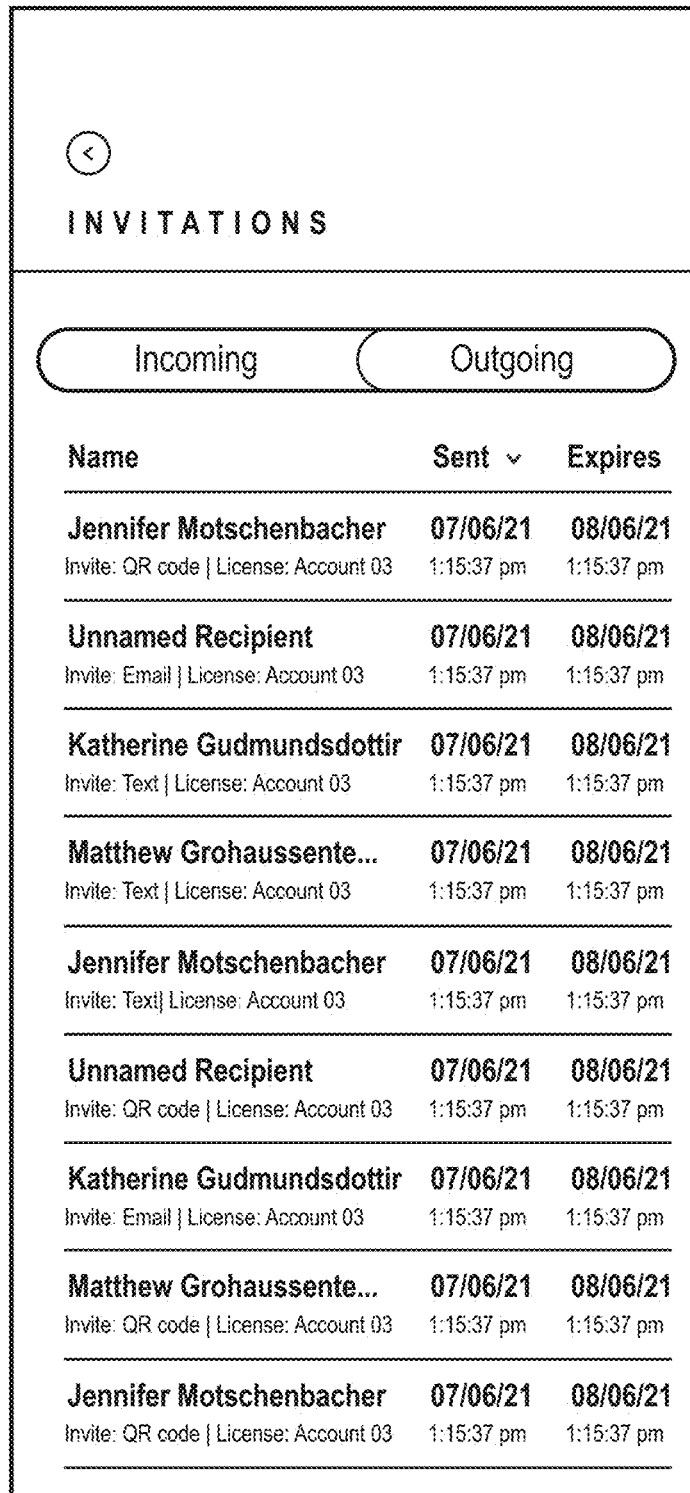 <
INVITATIONS
Incoming Outgoing
Name Sent Expires
Jennifer Motschenbacher 07/06/21 08/06/21
Invite: QR code | License: Account 03 1:15:37 pm 1:15:37 pm
Unnamed Recipient 07/06/21 08/06/21
Invite: Email | License: Account 03 1:15:37 pm 1:15:37 pm
Katherine Gudmundsdottir 07/06/21 08/06/21
Invite: Text | License: Account 03 1:15:37 pm 1:15:37 pm
Matthew Grohaussente... 07/06/21 08/06/21
Invite: Text | License: Account 03 1:15:37 pm 1:15:37 pm
Jennifer Motschenbacher 07/06/21 08/06/21
Invite: Text| License: Account 03 1:15:37 pm 1:15:37 pm
Unnamed Recipient 07/06/21 08/06/21
Invite: QR code | License: Account 03 1:15:37 pm 1:15:37 pm
Katherine Gudmundsdottir 07/06/21 08/06/21
Invite: Email | License: Account 03 1:15:37 pm 1:15:37 pm
Matthew Grohaussente... 07/06/21 08/06/21
Invite: QR code | License: Account 03 1:15:37 pm 1:15:37 pm
Jennifer Motschenbacher 07/06/21 08/06/21
Invite: QR code | License: Account 03 1:15:37 pm 1:15:37 pm